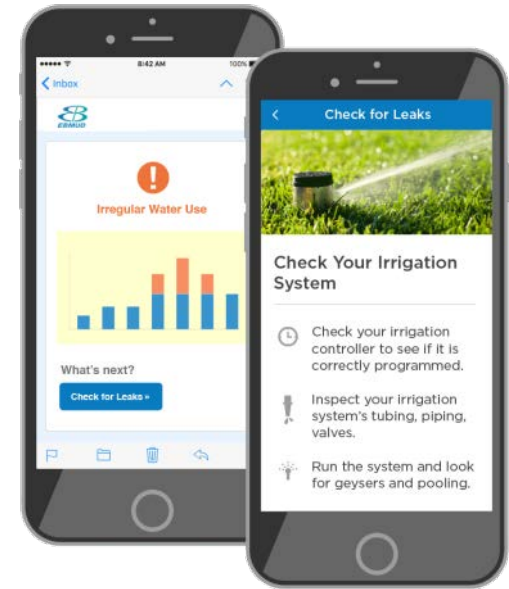 8:42 AM
100%
Inbox
EBMUD
Irregular Water Use
What's next?
Check for Leaks »
Check for Leaks
Check Your Irrigation
System
Check your irrigation
controller to see if it is
correctly programmed.
Inspect your irrigation
system's tubing, piping,
valves.
Run the system and look
for geysers and pooling.